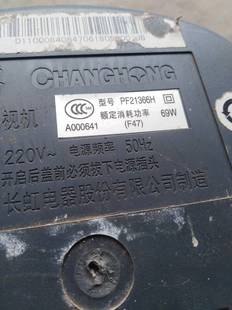 CHANGHONG
CCC
型号 PF21366H
A000641
额定消耗功率 69W
(F47)
视机
220V~ 电源频率 50Hz
开启后盖前必须拔下电源插头
长虹电器股份有限公司制造